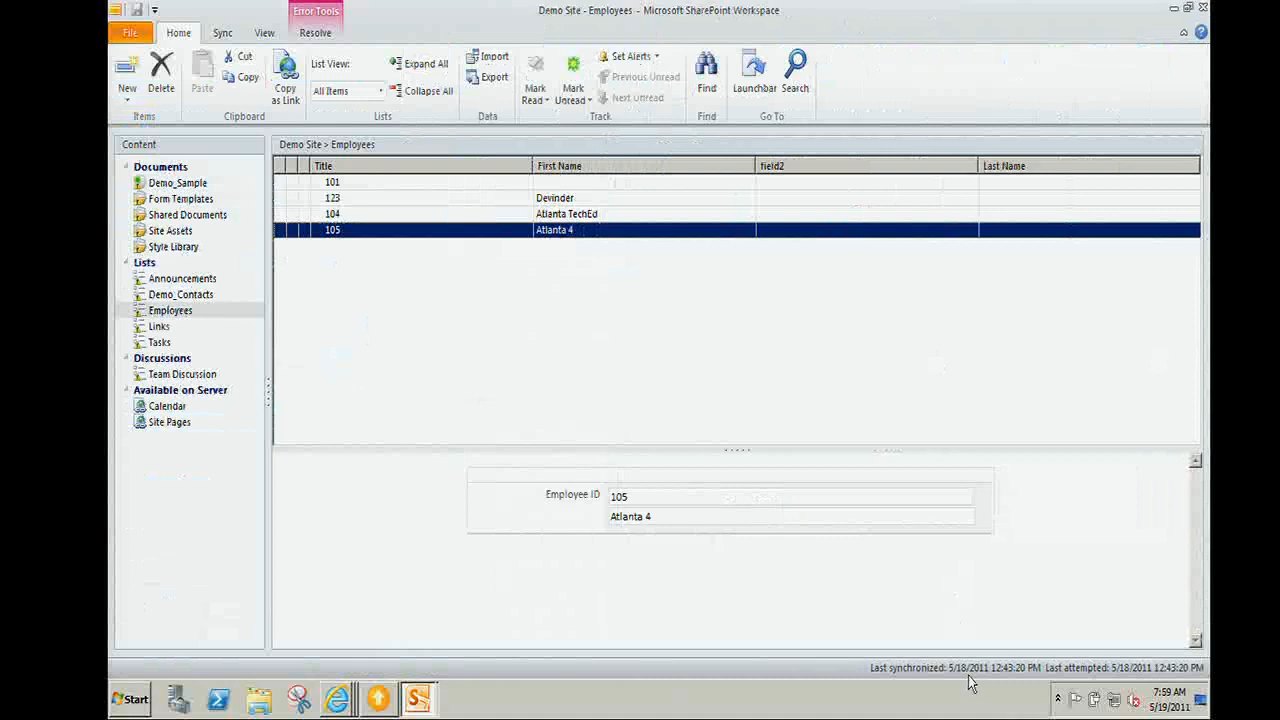 Error Tools
Demo Site - Employees - Microsoft SharePoint Workspace
File Home Sync View Resolve
New
Items
Delete
Paste
Cut
Copy
Copy as Link
Clipboard
List View:
All Items
Expand All
Collapse All
Lists
Import
Export
Data
Mark Read
Mark Unread
Set Alerts
Previous Unread
Next Unread
Track
Find
Find
Launchbar
Search
Go To
Content
Documents
Demo_Sample
Form Templates
Shared Documents
Site Assets
Style Library
Lists
Announcements
Demo_Contacts
Employees
Links
Tasks
Discussions
Team Discussion
Available on Server
Calendar
Site Pages
Demo Site > Employees
Title First Name field2 Last Name
101
123 Devinder
104 Atlanta TechEd
105 Atlanta 4
Employee ID 105
Atlanta 4
Last synchronized: 5/18/2011 12:43:20 PM Last attempted: 5/18/2011 12:43:20 PM
Start
7:59 AM
5/19/2011